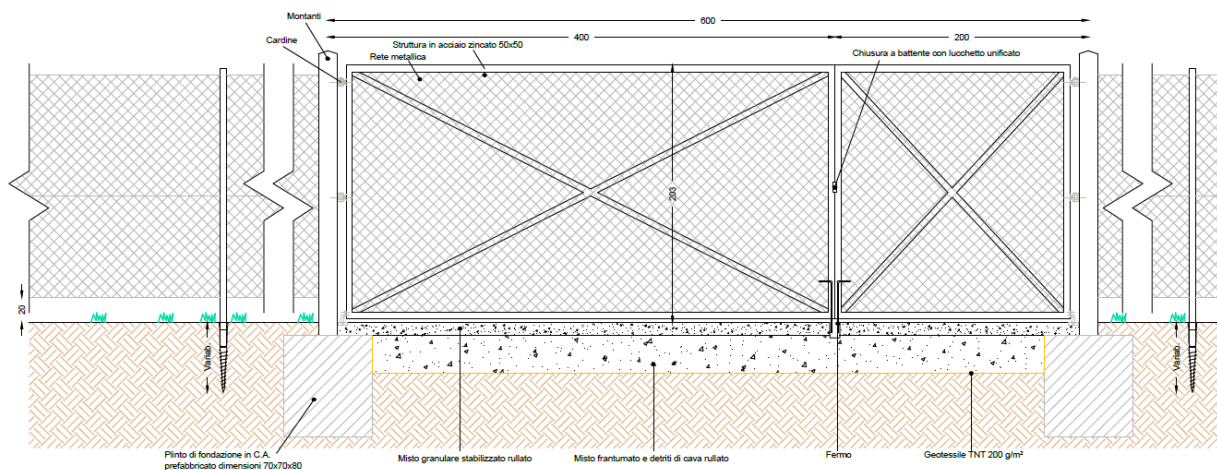 Montanti
600
Cardine
400
200
Struttura in acciaio zincato 50x50
Rete metallica
Chiusura a battente con lucchetto unificato
203
20
Variab.
Variab.
Plinto di fondazione in C.A.
prefabbricato dimensioni 70x70x80
Misto granulare stabilizzato rullato
Misto frantumato e detriti di cava rullato
Fermo
Geotessile TNT 200 g/m²